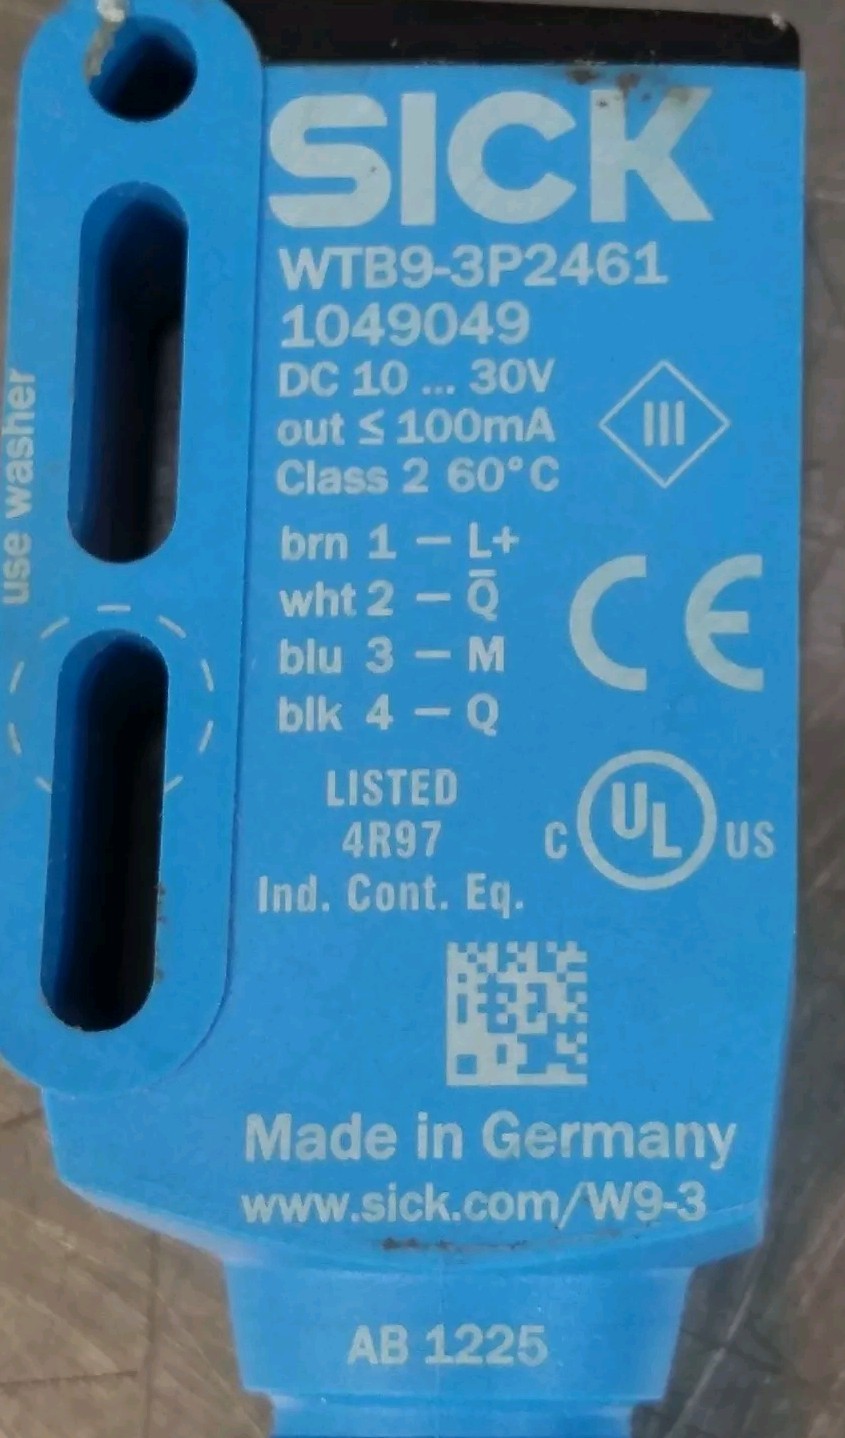 SICK
WTB9-3P2461
1049049
DC 10 ... 30V
out ≤ 100mA
Class 2 60°C
III
use washer
brn 1 – L+
wht 2 – Q̅
blu 3 – M
blk 4 – Q
CE
LISTED
4R97
Ind. Cont. Eq.
C UL US
Made in Germany
www.sick.com/W9-3
AB 1225